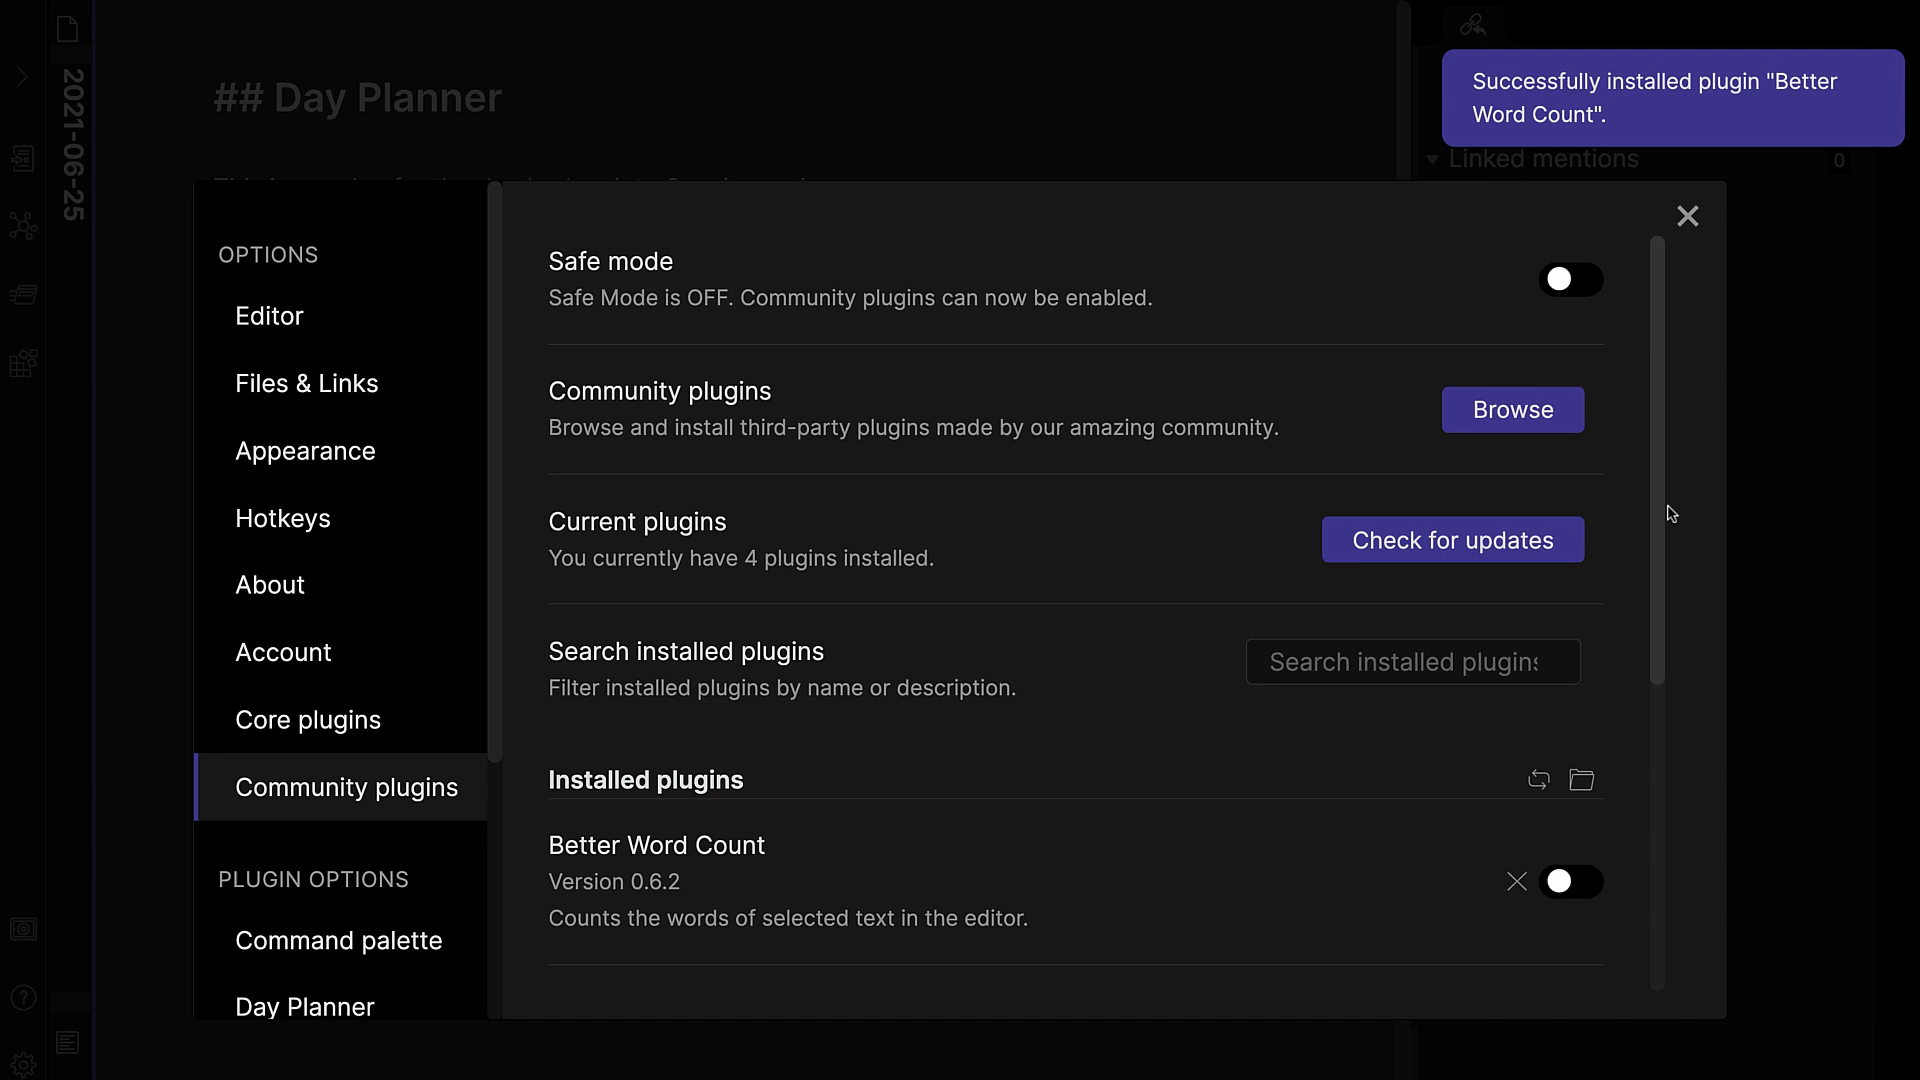 2021-06-25
## Day Planner
Successfully installed plugin "Better
Word Count".
Linked mentions
0
OPTIONS
Editor
Files & Links
Appearance
Hotkeys
About
Account
Core plugins
Community plugins
PLUGIN OPTIONS
Command palette
Day Planner
Safe mode
Safe Mode is OFF. Community plugins can now be enabled.
Community plugins
Browse and install third-party plugins made by our amazing community.
Browse
Current plugins
You currently have 4 plugins installed.
Check for updates
Search installed plugins
Filter installed plugins by name or description.
Search installed plugins
Installed plugins
Better Word Count
Version 0.6.2
Counts the words of selected text in the editor.